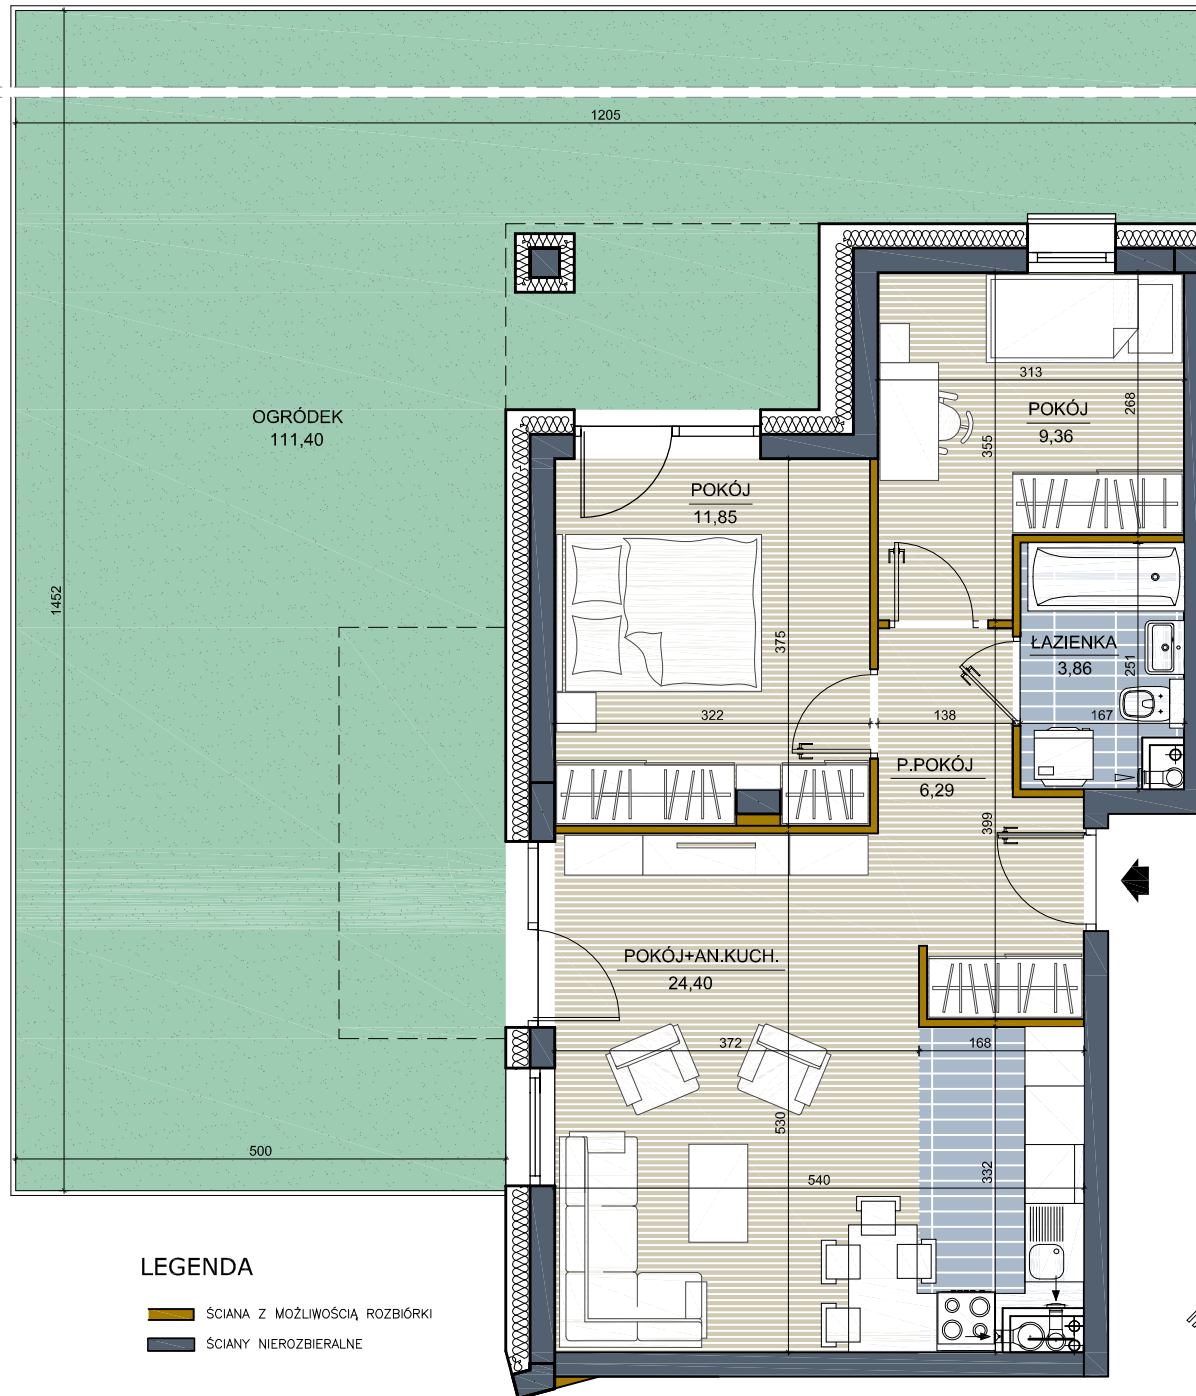 1205
OGRÓDEK
111,40
1452
500
POKÓJ
9,36
313
268
355
POKÓJ
11,85
375
322
138
ŁAZIENKA
3,86
251
167
P.POKÓJ
6,29
399
POKÓJ+AN.KUCH.
24,40
372
168
530
540
332
LEGENDA
ŚCIANA Z MOŻLIWOŚCIĄ ROZBIÓRKI
ŚCIANY NIEROZBIERALNE